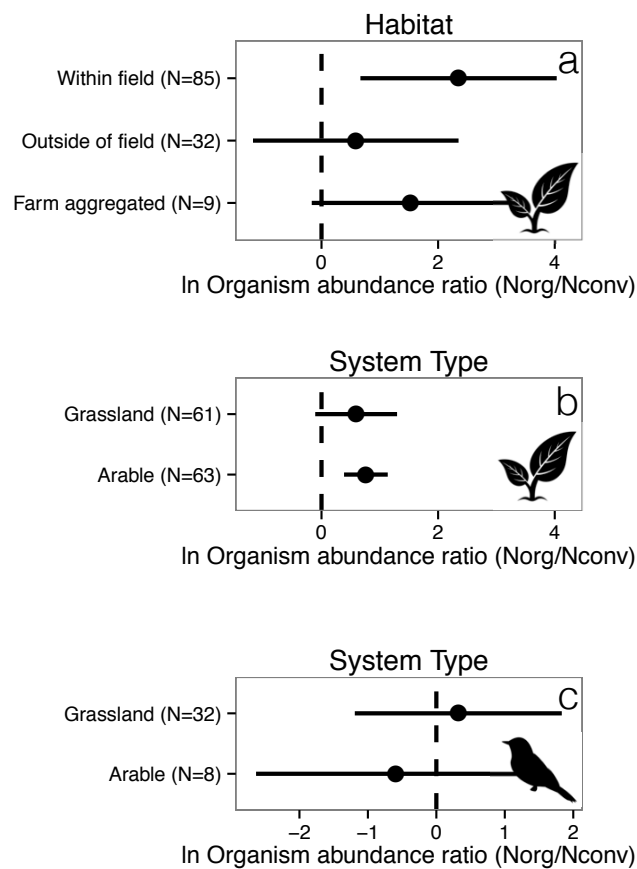 Habitat
a
Within field (N=85)
Outside of field (N=32)
Farm aggregated (N=9)
0 2 4
ln Organism abundance ratio (Norg/Nconv)
System Type
b
Grassland (N=61)
Arable (N=63)
0 2 4
ln Organism abundance ratio (Norg/Nconv)
System Type
c
Grassland (N=32)
Arable (N=8)
−2 −1 0 1 2
ln Organism abundance ratio (Norg/Nconv)